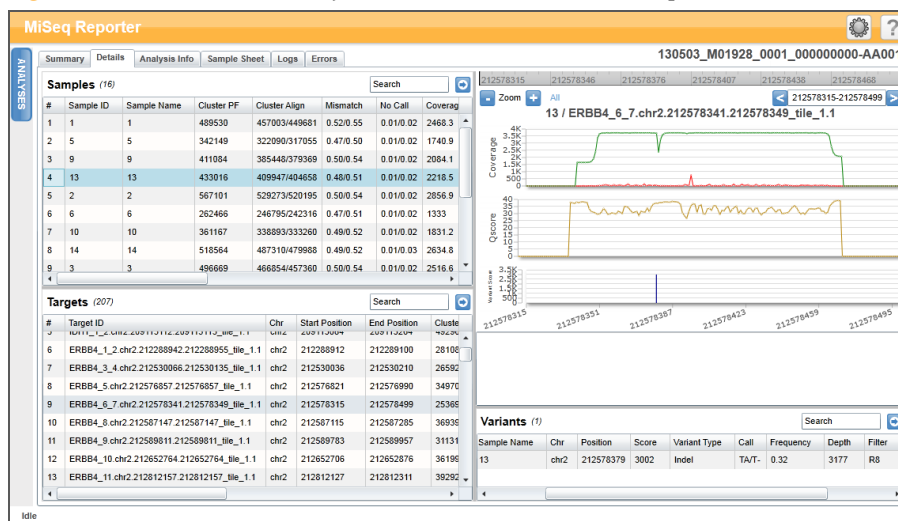 MiSeq Reporter
ANALYSES
Summary Details Analysis Info Sample Sheet Logs Errors
130503_M01928_0001_000000000-AA001
Samples (16) Search
# Sample ID Sample Name Cluster PF Cluster Align Mismatch No Call Coverag
1 1 1 489530 457003/449681 0.52/0.55 0.01/0.02 2468.3
2 5 5 342149 322090/317055 0.47/0.50 0.01/0.02 1740.9
3 9 9 411084 385448/379369 0.50/0.54 0.01/0.02 2084.1
4 13 13 433016 409947/404658 0.48/0.51 0.01/0.02 2218.5
5 2 2 567101 529273/520195 0.50/0.54 0.01/0.02 2856.9
6 6 6 262466 246795/242316 0.47/0.51 0.01/0.02 1333
7 10 10 361167 338893/333260 0.49/0.52 0.01/0.02 1831.2
8 14 14 518564 487310/479988 0.49/0.52 0.01/0.03 2634.8
9 3 3 496669 466854/457360 0.50/0.54 0.01/0.02 2516.6
Targets (207) Search
# Target ID Chr Start Position End Position Cluste
6 ERBB4_1_2.chr2.212288942.212288955_tile_1.1 chr2 212288912 212289100 28108
7 ERBB4_3_4.chr2.212530066.212530135_tile_1.1 chr2 212530036 212530210 26592
8 ERBB4_5.chr2.212576857.212576857_tile_1.1 chr2 212576821 212576990 34970
9 ERBB4_6_7.chr2.212578341.212578349_tile_1.1 chr2 212578315 212578499 25369
10 ERBB4_8.chr2.212587147.212587147_tile_1.1 chr2 212587115 212587285 36939
11 ERBB4_9.chr2.212589811.212589811_tile_1.1 chr2 212589783 212589957 31131
12 ERBB4_10.chr2.212652764.212652764_tile_1.1 chr2 212652706 212652876 36199
13 ERBB4_11.chr2.212812157.212812157_tile_1.1 chr2 212812127 212812311 39292
212578315 212578346 212578376 212578407 212578438 212578468
- Zoom + All < 212578315-212578499 >
13 / ERBB4_6_7.chr2.212578341.212578349_tile_1.1
Coverage
4K
3.5K
3K
2.5K
2K
1.5K
1K
500
0
Qscore
40
35
30
25
20
15
10
5
0
Variant Score
3.5K
3K
2.5K
2K
1.5K
1K
500
0
212578315 212578351 212578387 212578423 212578459 212578495
Variants (1) Search
Sample Name Chr Position Score Variant Type Call Frequency Depth Filter
13 chr2 212578379 3002 Indel TA/T- 0.32 3177 R8
Idle